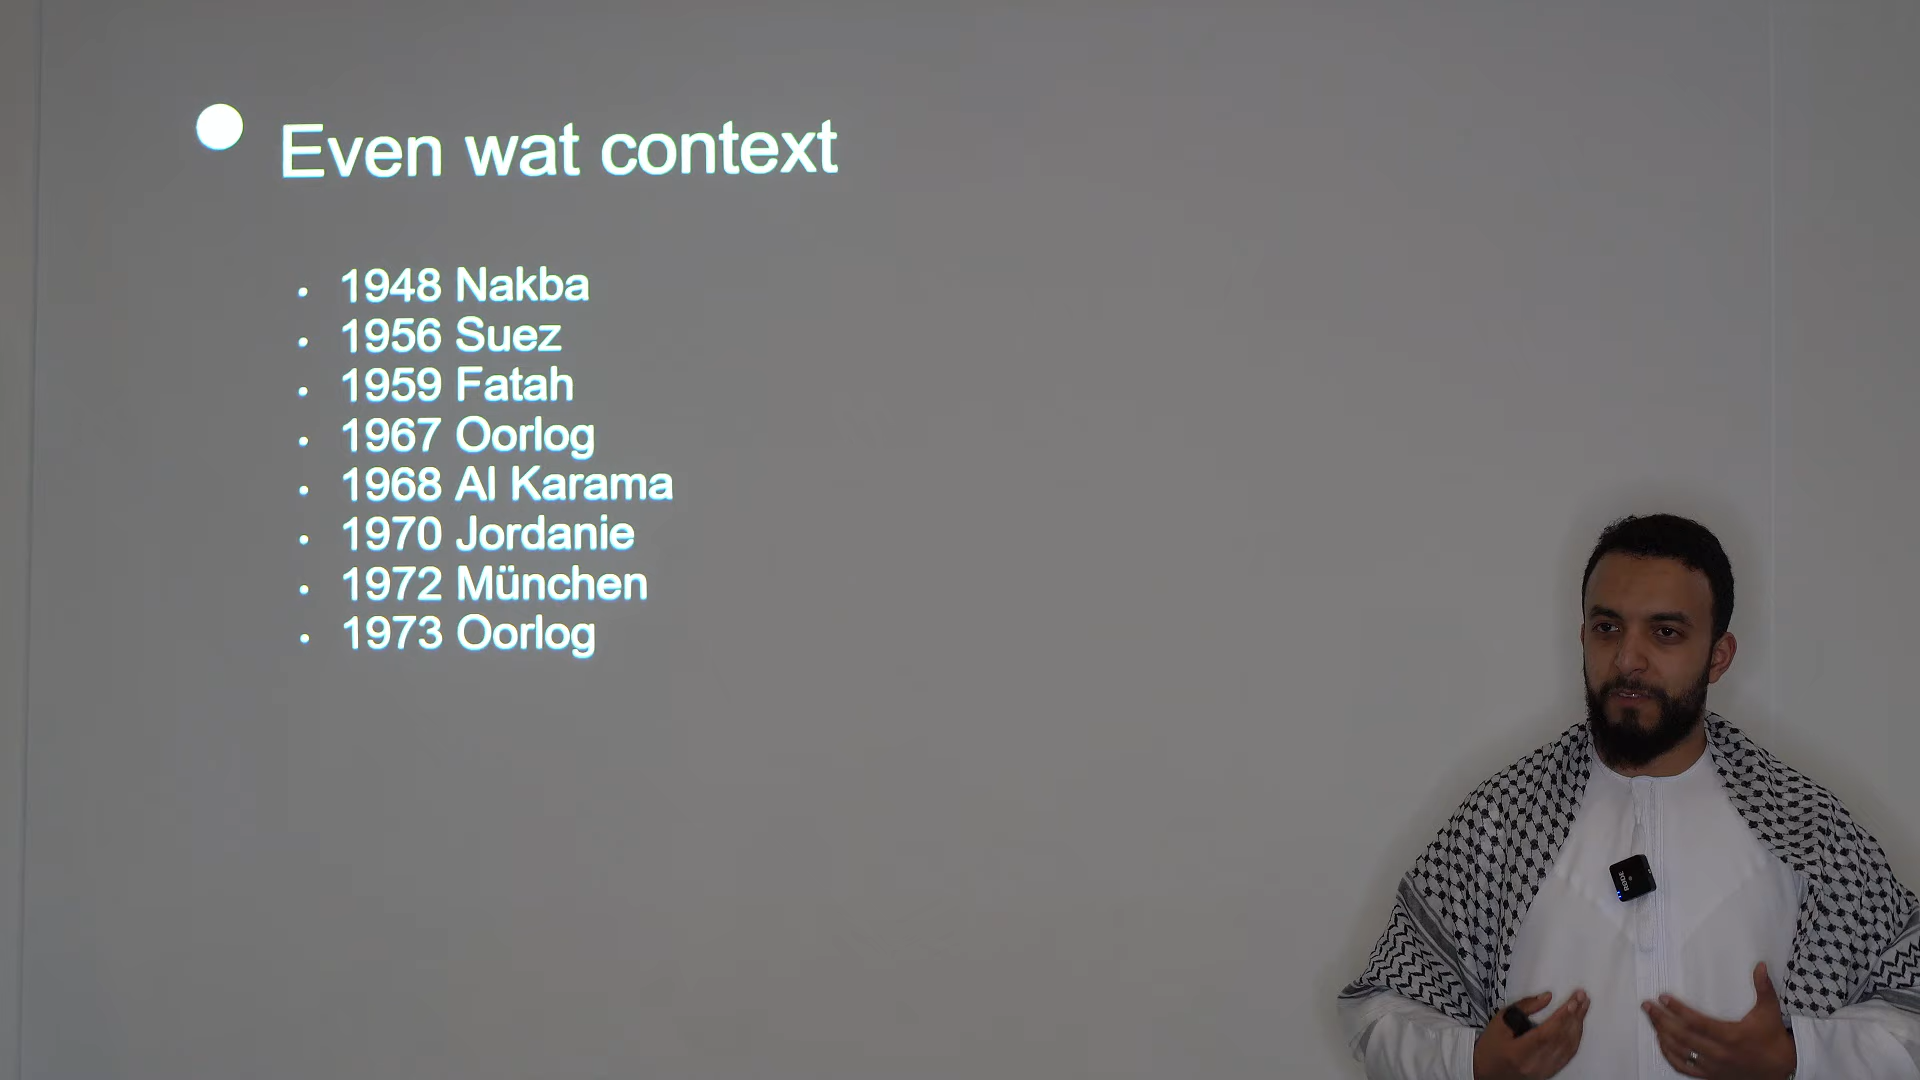 Even wat context
1948 Nakba
1956 Suez
1959 Fatah
1967 Oorlog
1968 Al Karama
1970 Jordanie
1972 München
1973 Oorlog
RØDE